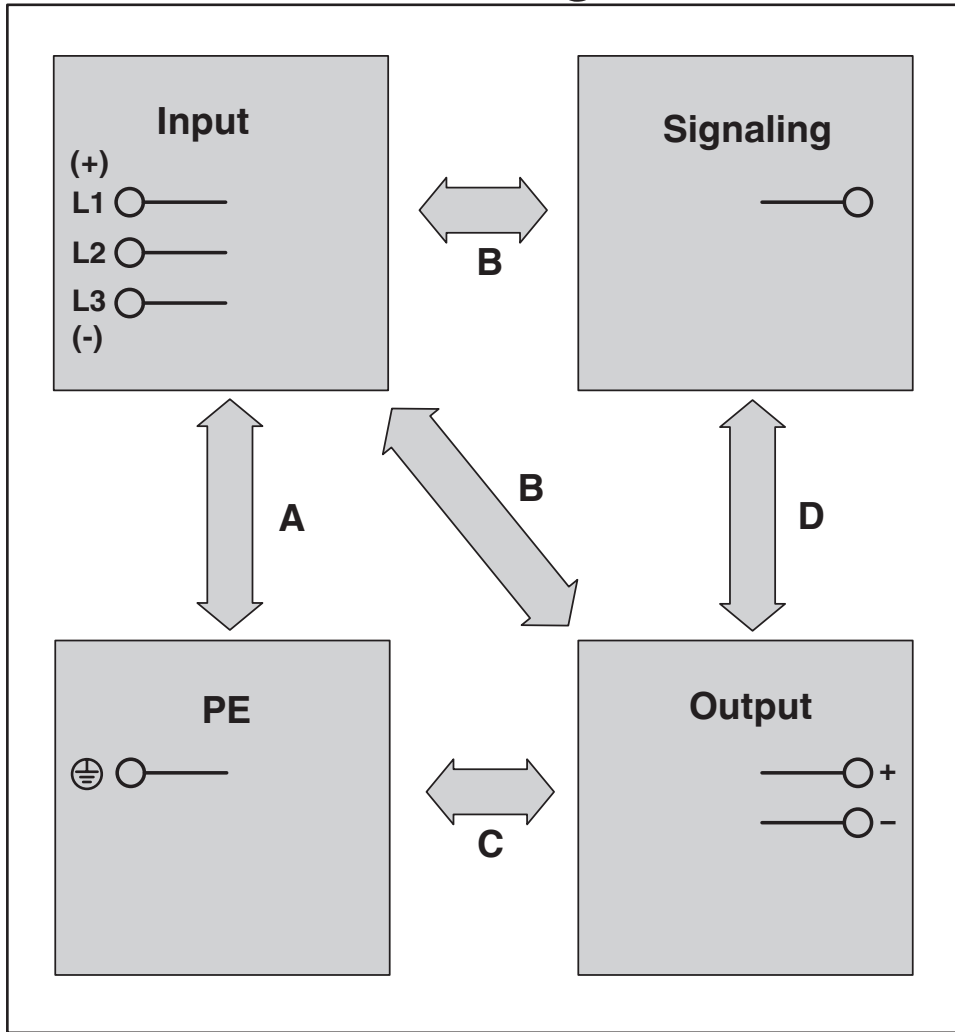 Input
(+)
L1
L2
L3
(-)
Signaling
B
A
B
D
PE
Output
+
–
C